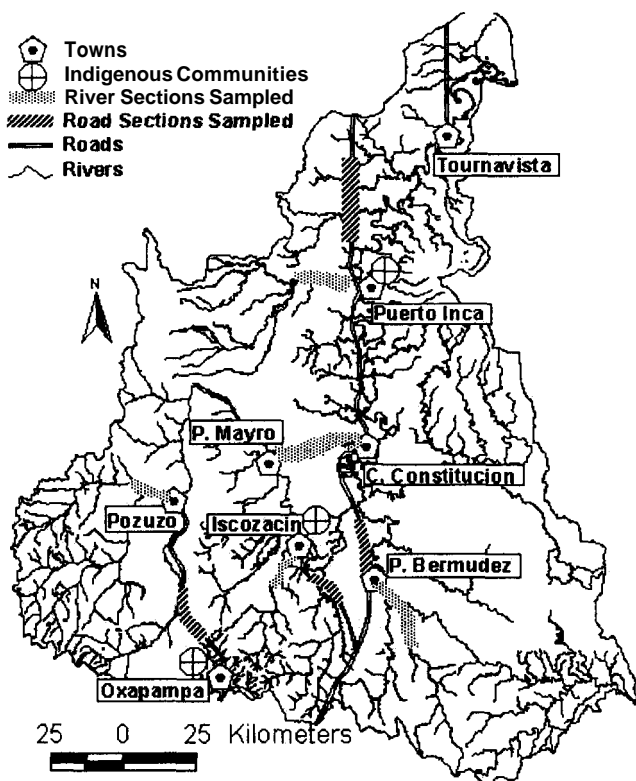 Towns
Indigenous Communities
River Sections Sampled
Road Sections Sampled
Roads
Rivers
Tournavista
N
Puerto Inca
P. Mayro
C. Constitucion
Pozuzo
Iscozacin
P. Bermudez
Oxapampa
25 0 25 Kilometers